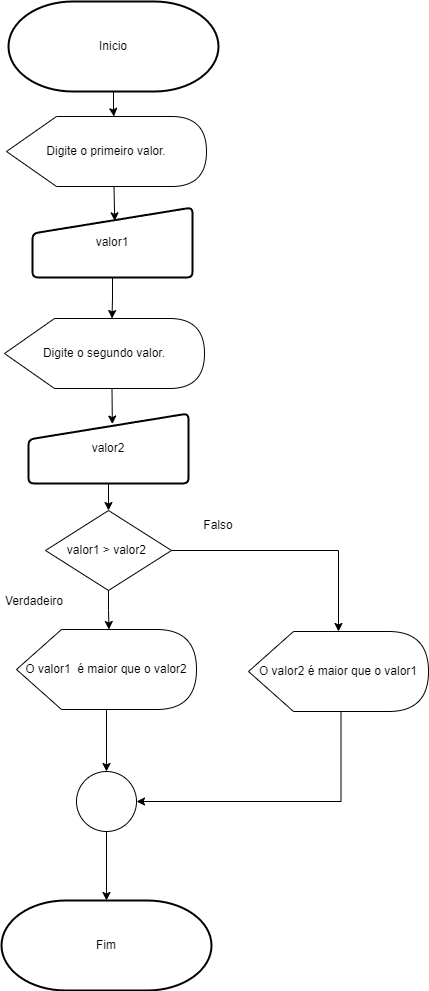 Inicio
Digite o primeiro valor.
valor1
Digite o segundo valor.
valor2
Falso
valor1 > valor2
Verdadeiro
O valor1 é maior que o valor2
O valor2 é maior que o valor1
Fim